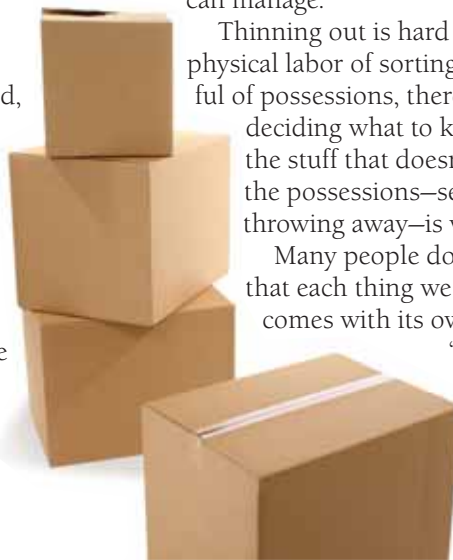 can manage.
Thinning out is hard
physical labor of sorting
ful of possessions, ther
deciding what to k
the stuff that doesn
the possessions—se
throwing away—is v
Many people do
that each thing we
comes with its ow
d,
e